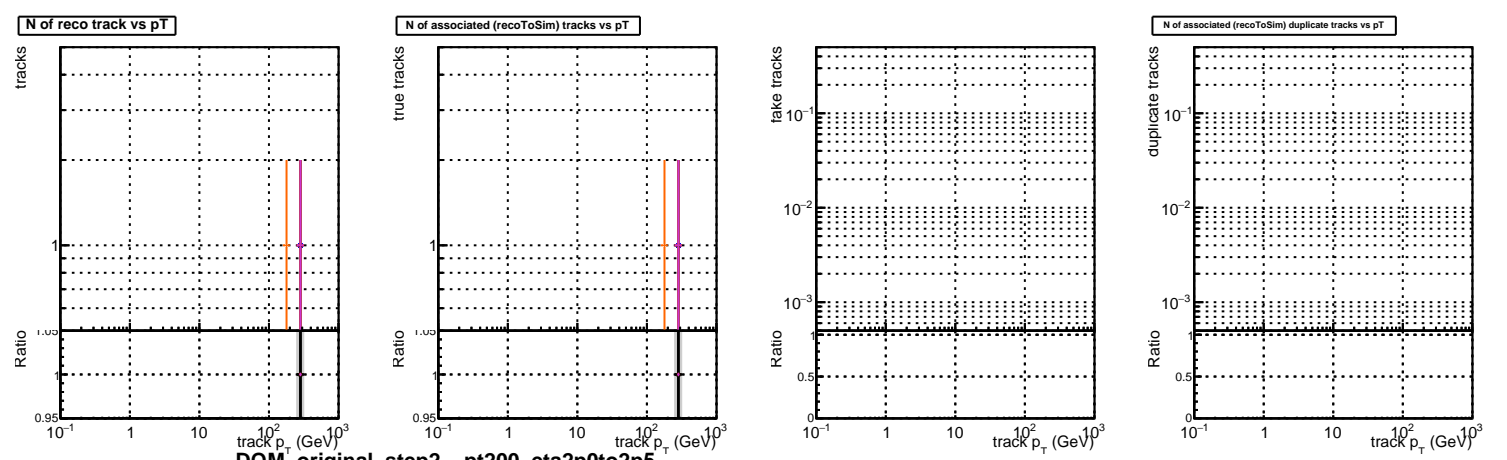 N of reco track vs pT
tracks
1
1.05
Ratio
1
0.95
10⁻¹ 1 10 10² 10³
track p_T (GeV)
N of associated (recoToSim) tracks vs pT
true tracks
1
1.05
Ratio
1
0.95
10⁻¹ 1 10 10² 10³
track p_T (GeV)
fake tracks
10⁻¹
10⁻²
10⁻³
Ratio
1
0.5
0
10⁻¹ 1 10 10² 10³
track p_T (GeV)
N of associated (recoToSim) duplicate tracks vs pT
duplicate tracks
10⁻¹
10⁻²
10⁻³
Ratio
1
0.5
0
10⁻¹ 1 10 10² 10³
track p_T (GeV)